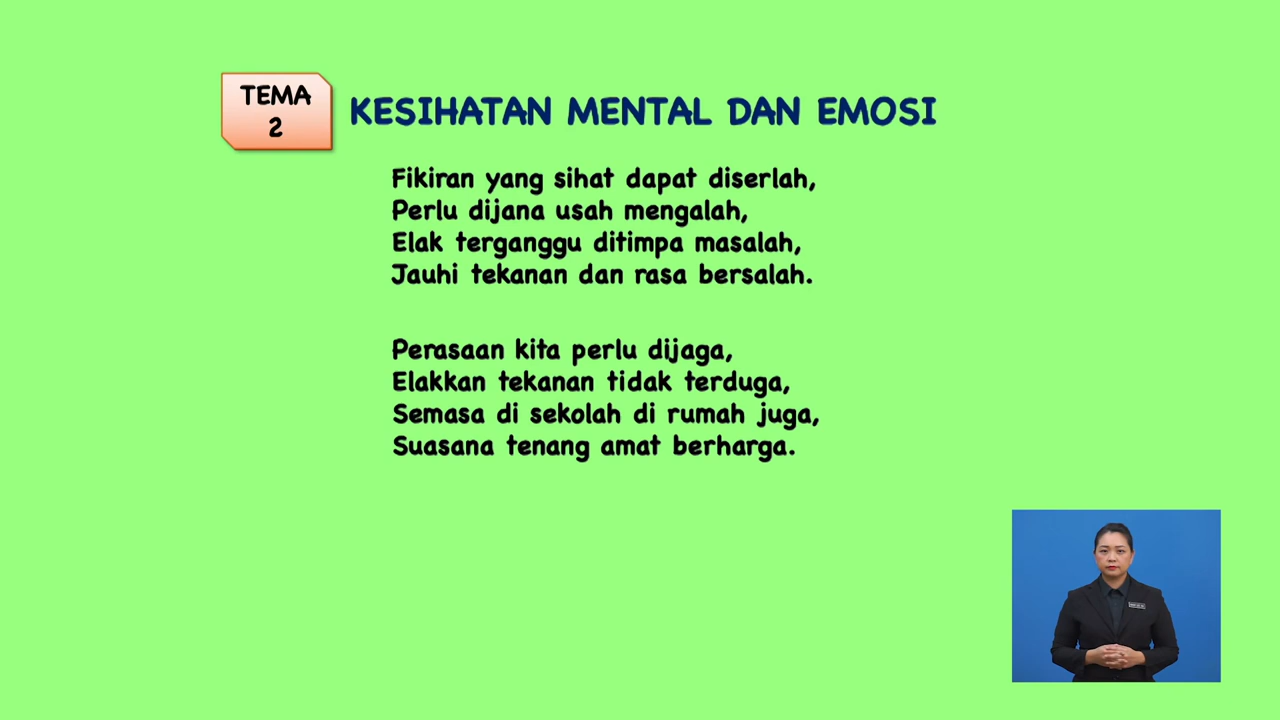 TEMA
2
KESIHATAN MENTAL DAN EMOSI
Fikiran yang sihat dapat diserlah,
Perlu dijana usah mengalah,
Elak terganggu ditimpa masalah,
Jauhi tekanan dan rasa bersalah.
Perasaan kita perlu dijaga,
Elakkan tekanan tidak terduga,
Semasa di sekolah di rumah juga,
Suasana tenang amat berharga.